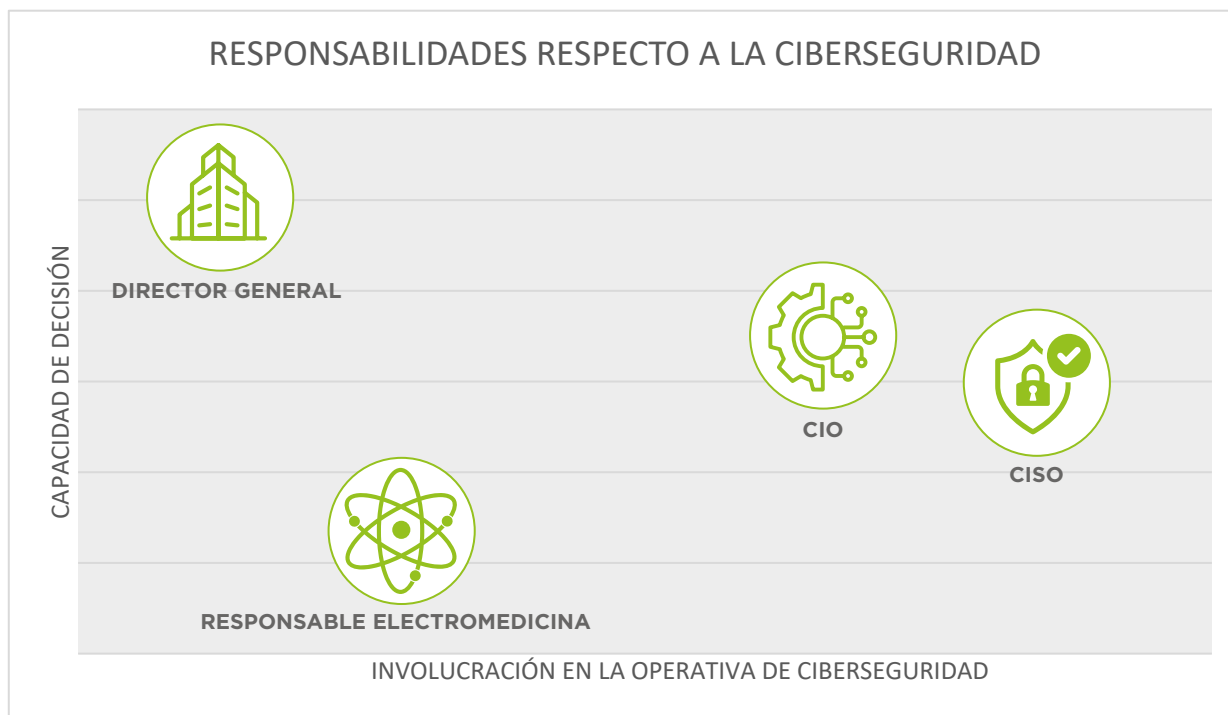 RESPONSABILIDADES RESPECTO A LA CIBERSEGURIDAD
CAPACIDAD DE DECISIÓN
DIRECTOR GENERAL
CIO
CISO
RESPONSABLE ELECTROMEDICINA
INVOLUCRACIÓN EN LA OPERATIVA DE CIBERSEGURIDAD